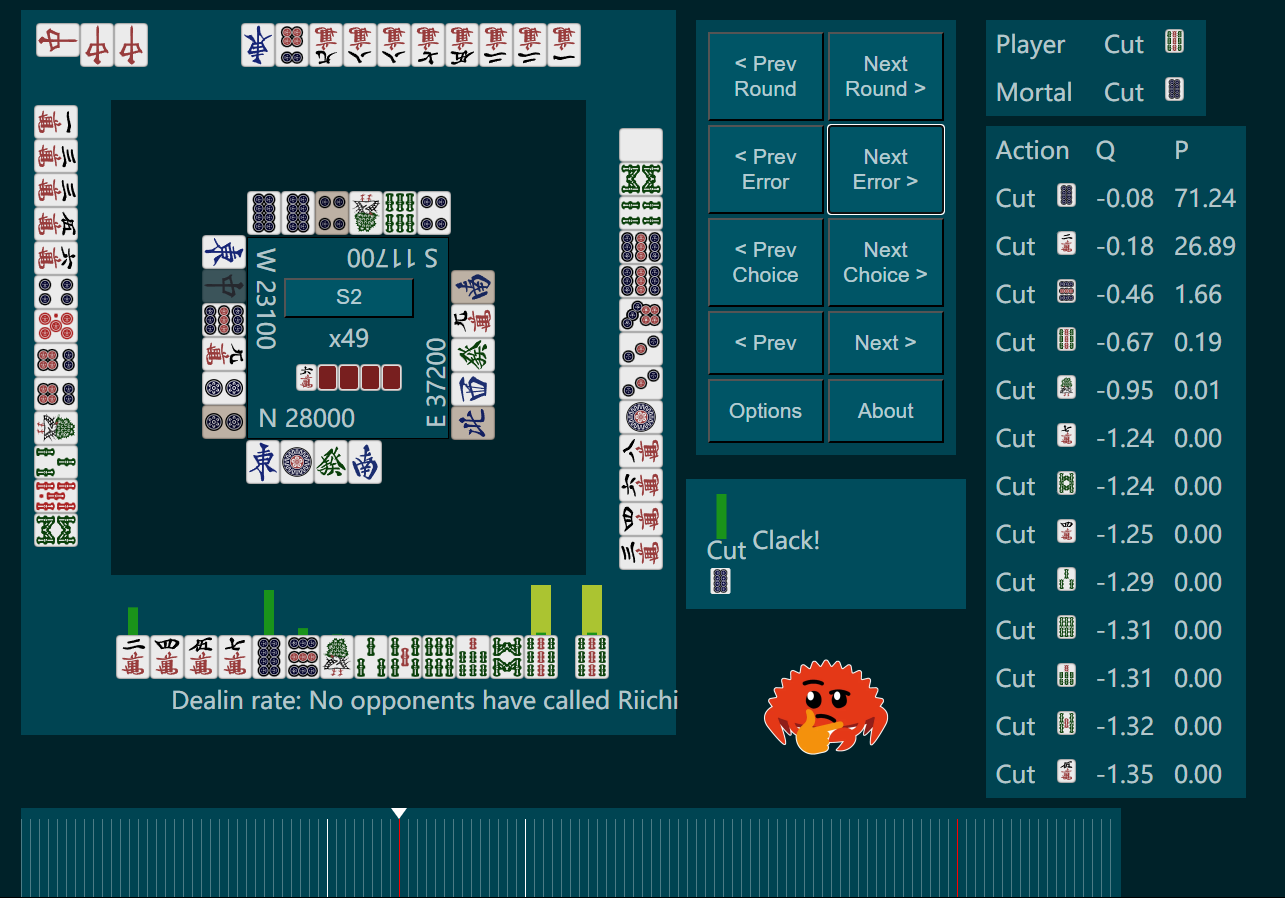 < Prev
Round
Next
Round >
< Prev
Error
Next
Error >
< Prev
Choice
Next
Choice >
< Prev
Next >
Options
About
Player Cut
Mortal Cut
Action Q P
Cut -0.08 71.24
Cut -0.18 26.89
Cut -0.46 1.66
Cut -0.67 0.19
Cut -0.95 0.01
Cut -1.24 0.00
Cut -1.24 0.00
Cut -1.25 0.00
Cut -1.29 0.00
Cut -1.31 0.00
Cut -1.31 0.00
Cut -1.32 0.00
Cut -1.35 0.00
S 11700
W 23100
S2
x49
E 37200
N 28000
Cut
Clack!
Dealin rate: No opponents have called Riichi